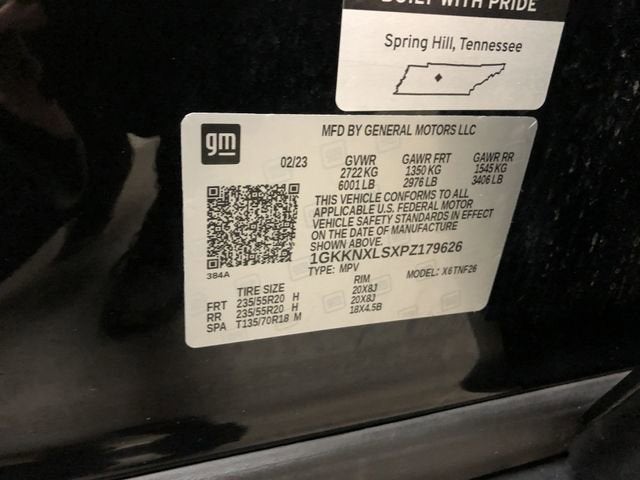 BUILT WITH PRIDE
Spring Hill, Tennessee
gm
MFD BY GENERAL MOTORS LLC
02/23 GVWR GAWR FRT GAWR RR
2722 KG 1350 KG 1545 KG
6001 LB 2976 LB 3406 LB
THIS VEHICLE CONFORMS TO ALL
APPLICABLE U.S. FEDERAL MOTOR
VEHICLE SAFETY STANDARDS IN EFFECT
ON THE DATE OF MANUFACTURE
SHOWN ABOVE.
1GKKNXLSXPZ179626
384A
TYPE: MPV MODEL: X6TNF26
TIRE SIZE RIM
FRT 235/55R20 H 20X8J
RR 235/55R20 H 20X8J
SPA T135/70R18 M 18X4.5B